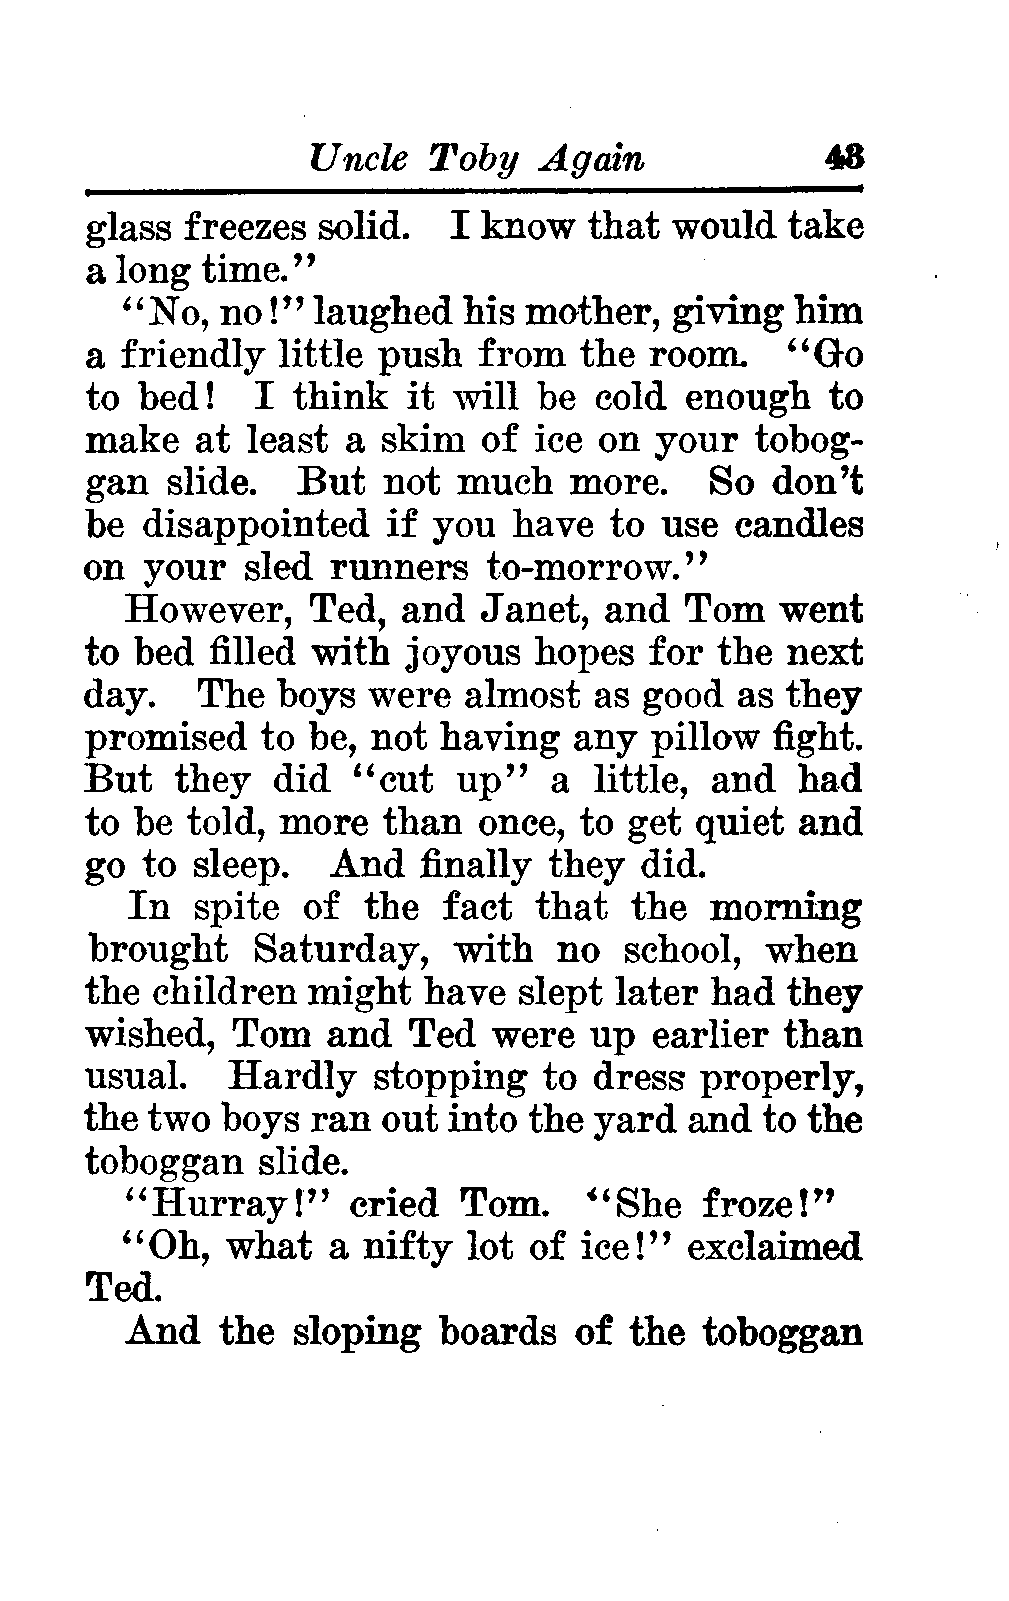 Uncle Toby Again 43
glass freezes solid. I know that would take
a long time."
"No, no!" laughed his mother, giving him
a friendly little push from the room. "Go
to bed! I think it will be cold enough to
make at least a skim of ice on your tobog-
gan slide. But not much more. So don't
be disappointed if you have to use candles
on your sled runners to-morrow."
However, Ted, and Janet, and Tom went
to bed filled with joyous hopes for the next
day. The boys were almost as good as they
promised to be, not having any pillow fight.
But they did "cut up" a little, and had
to be told, more than once, to get quiet and
go to sleep. And finally they did.
In spite of the fact that the morning
brought Saturday, with no school, when
the children might have slept later had they
wished, Tom and Ted were up earlier than
usual. Hardly stopping to dress properly,
the two boys ran out into the yard and to the
toboggan slide.
"Hurray!" cried Tom. "She froze!"
"Oh, what a nifty lot of ice!" exclaimed
Ted.
And the sloping boards of the toboggan